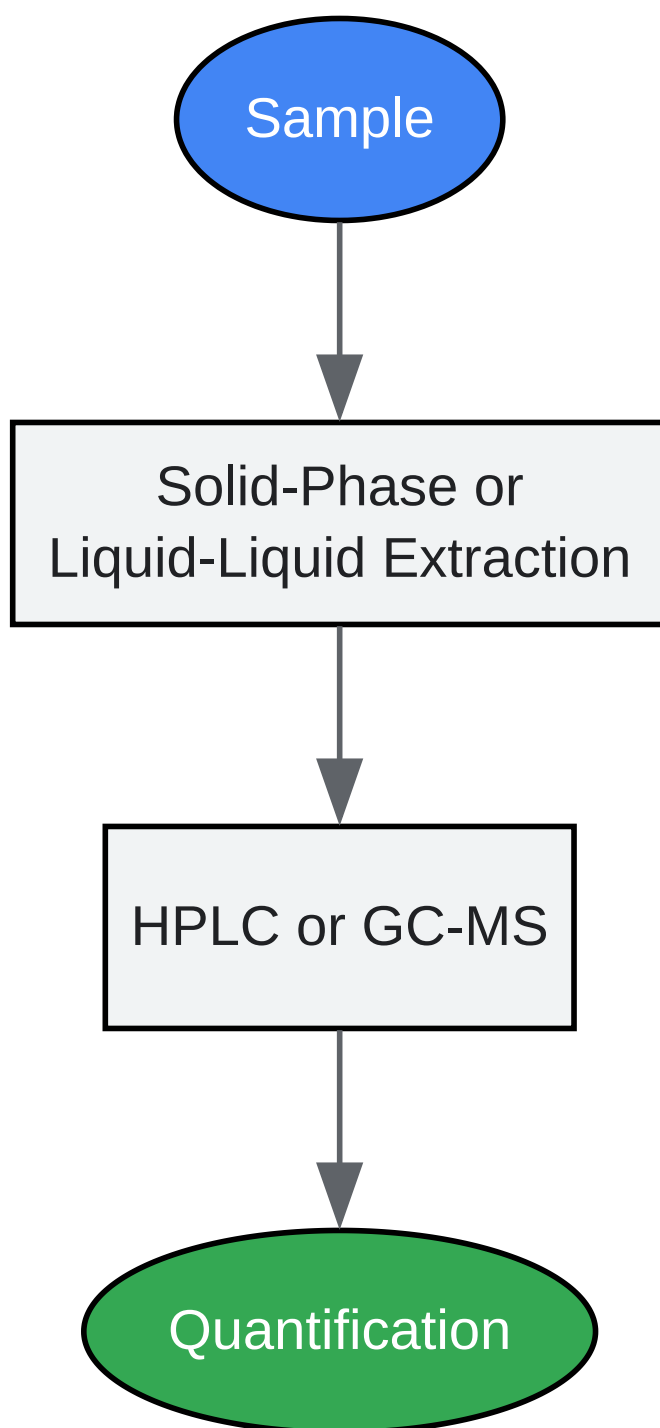 Sample
Solid-Phase or
Liquid-Liquid Extraction
HPLC or GC-MS
Quantification